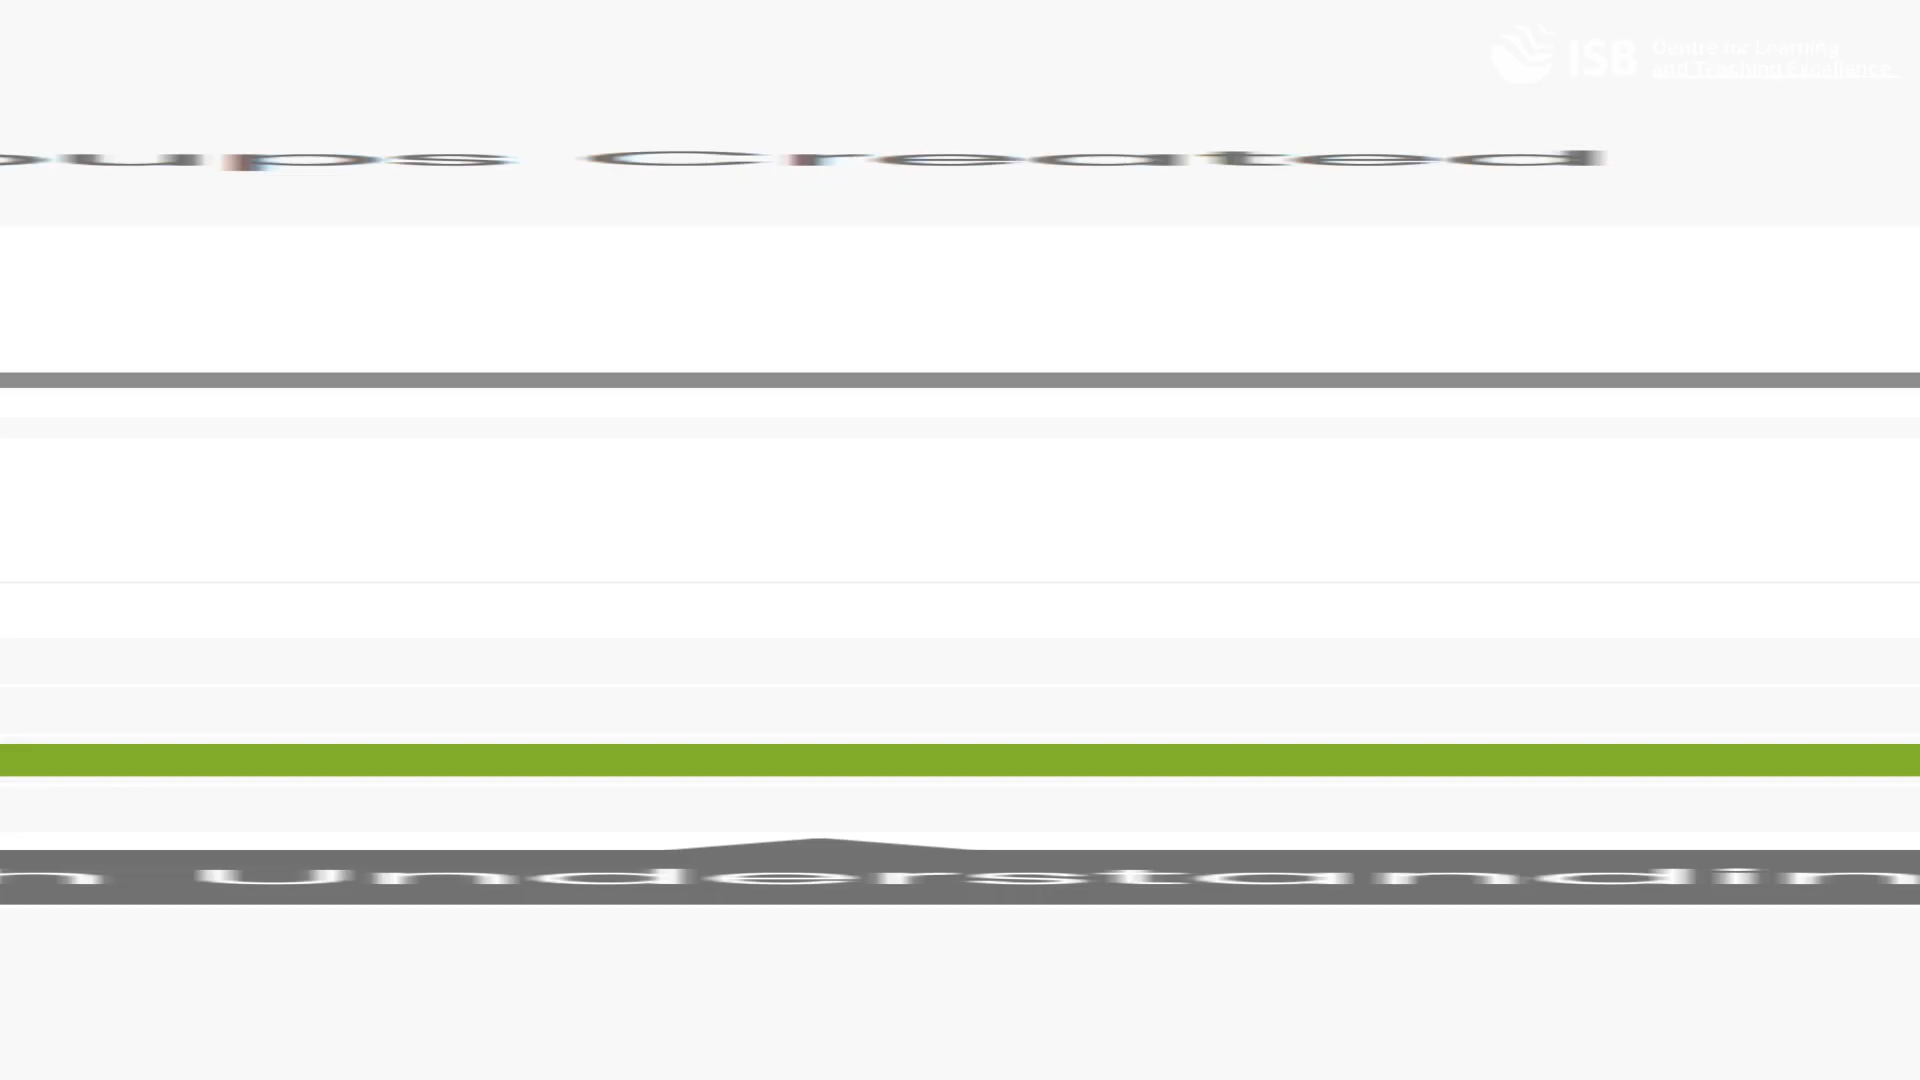 ISB Centre for Learning
and Teaching Excellence
oups Created
n Understandin